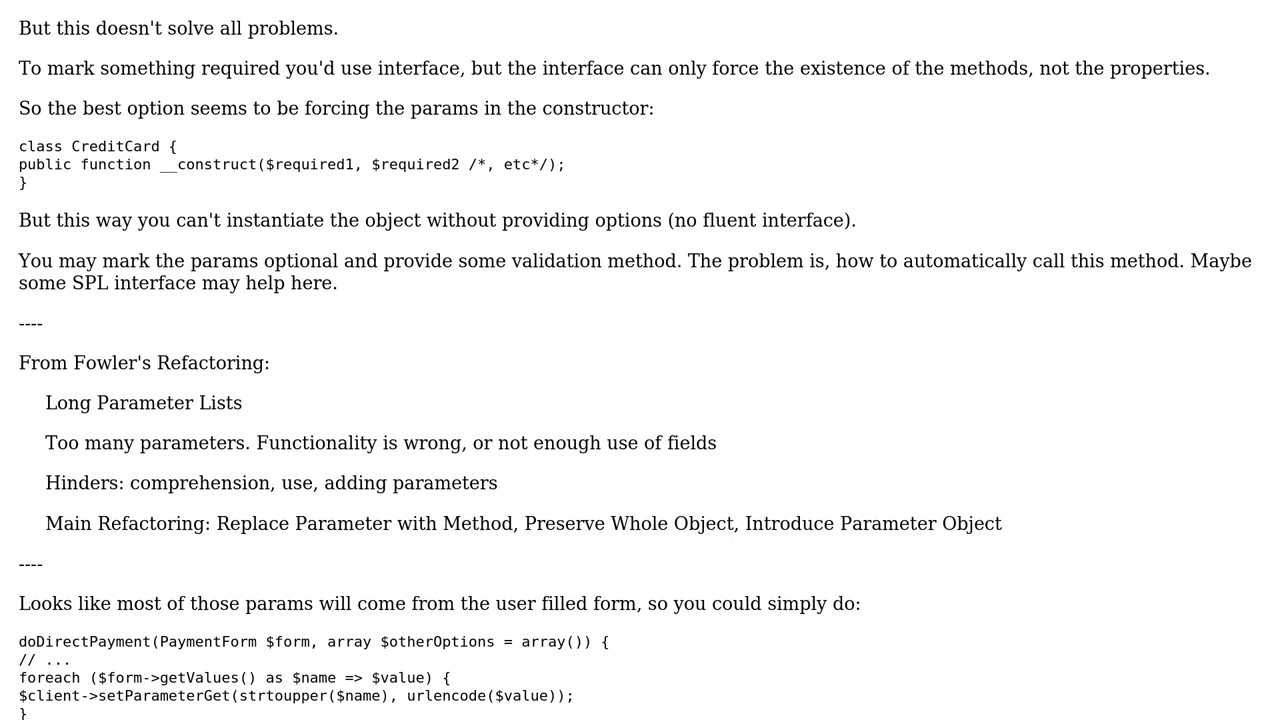 But this doesn't solve all problems.
To mark something required you'd use interface, but the interface can only force the existence of the methods, not the properties.
So the best option seems to be forcing the params in the constructor:
class CreditCard {
public function __construct($required1, $required2 /*, etc*/);
}
But this way you can't instantiate the object without providing options (no fluent interface).
You may mark the params optional and provide some validation method. The problem is, how to automatically call this method. Maybe
some SPL interface may help here.
----
From Fowler's Refactoring:
Long Parameter Lists
Too many parameters. Functionality is wrong, or not enough use of fields
Hinders: comprehension, use, adding parameters
Main Refactoring: Replace Parameter with Method, Preserve Whole Object, Introduce Parameter Object
----
Looks like most of those params will come from the user filled form, so you could simply do:
doDirectPayment(PaymentForm $form, array $otherOptions = array()) {
// ...
foreach ($form->getValues() as $name => $value) {
$client->setParameterGet(strtoupper($name), urlencode($value));
}